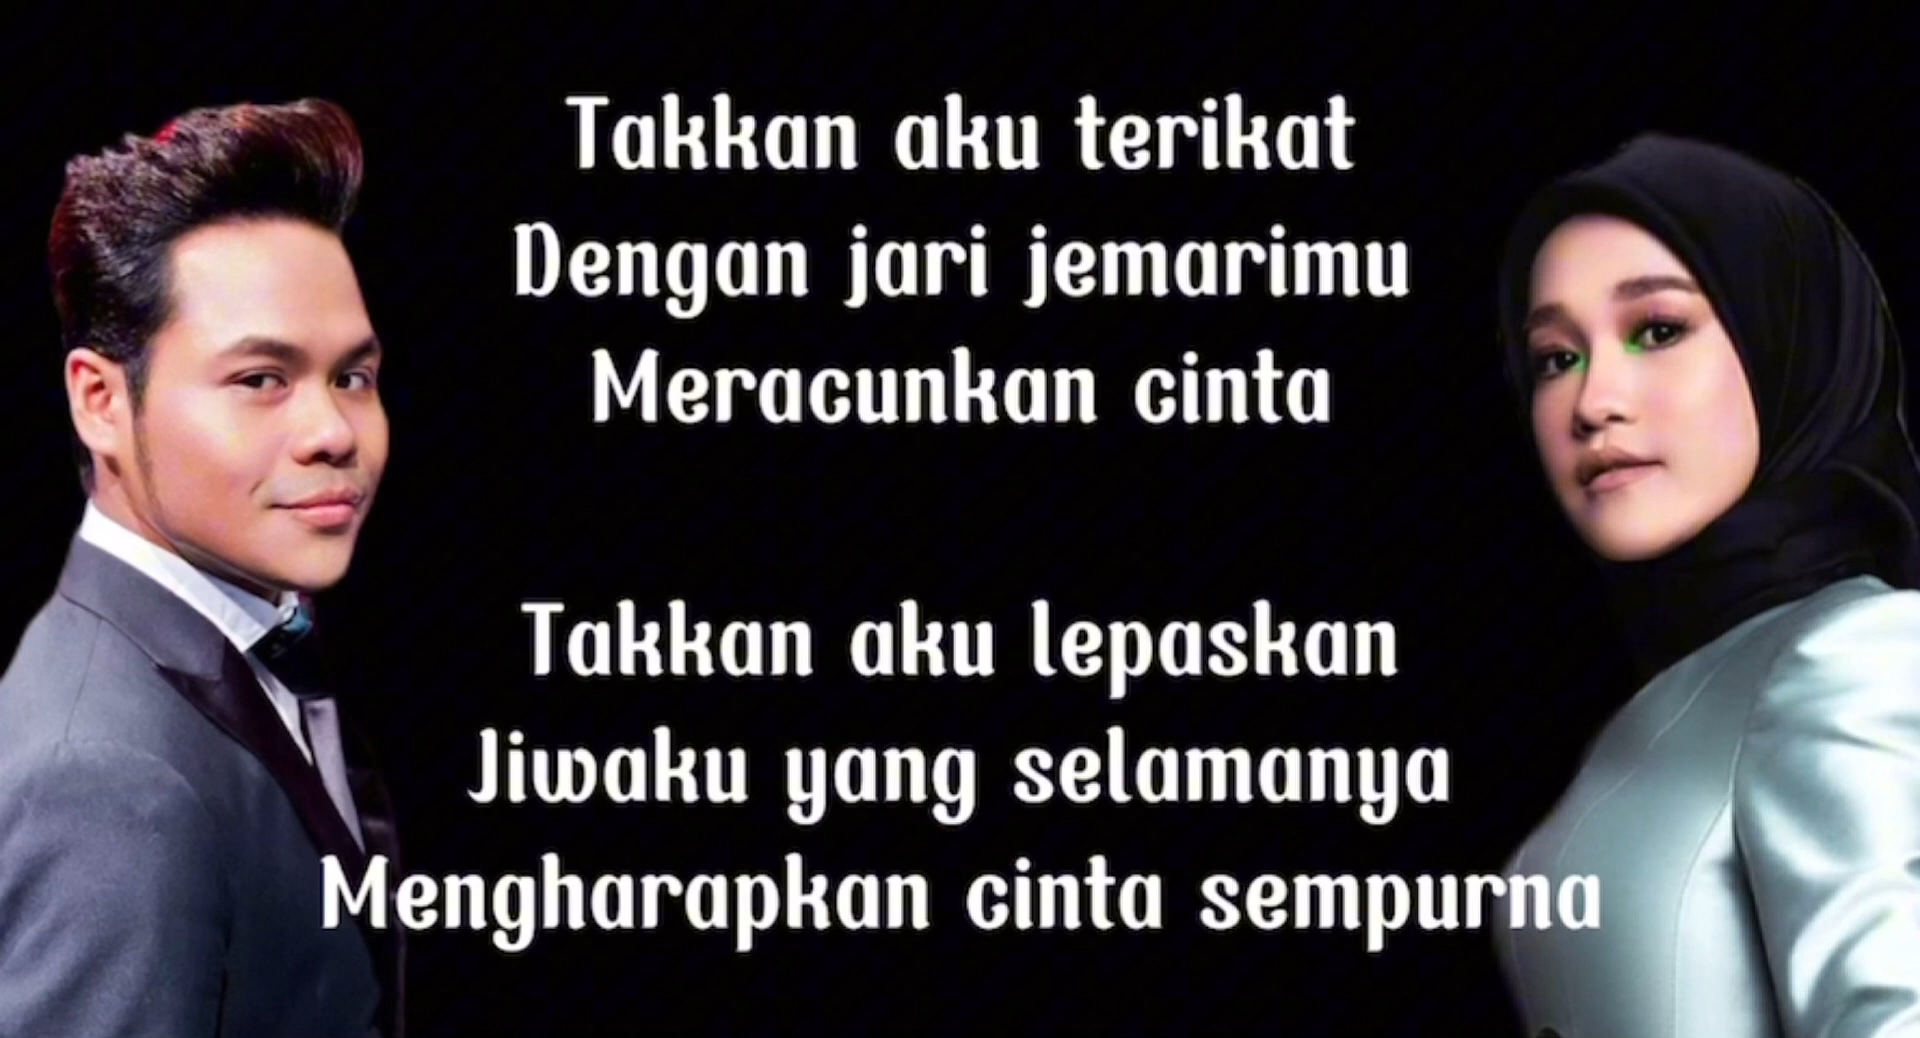 Takkan aku terikat
Dengan jari jemarimu
Meracunkan cinta
Takkan aku lepaskan
Jiwaku yang selamanya
Mengharapkan cinta sempurna